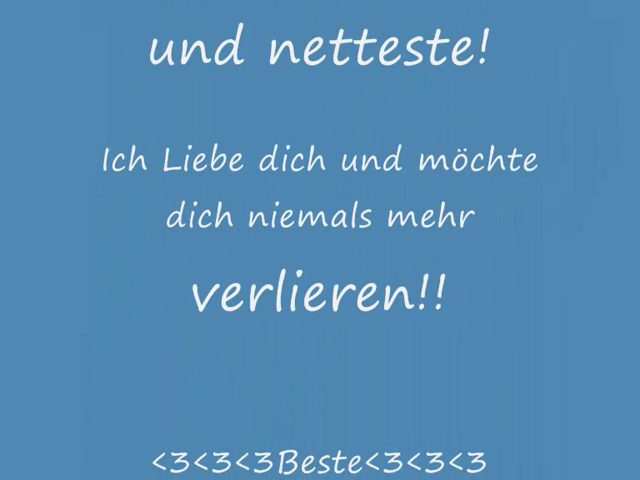 und netteste!
Ich Liebe dich und möchte
dich niemals mehr
verlieren!!
<3<3<3Beste<3<3<3